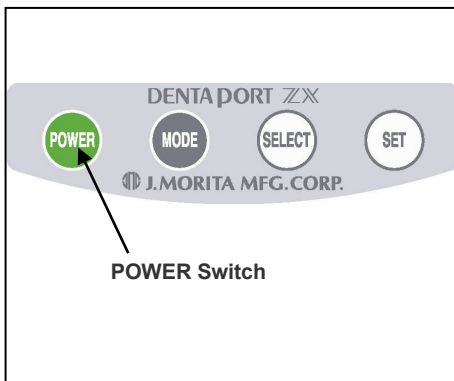 DENTAPORT ZX
POWER MODE SELECT SET
J.MORITA MFG.CORP.
POWER Switch